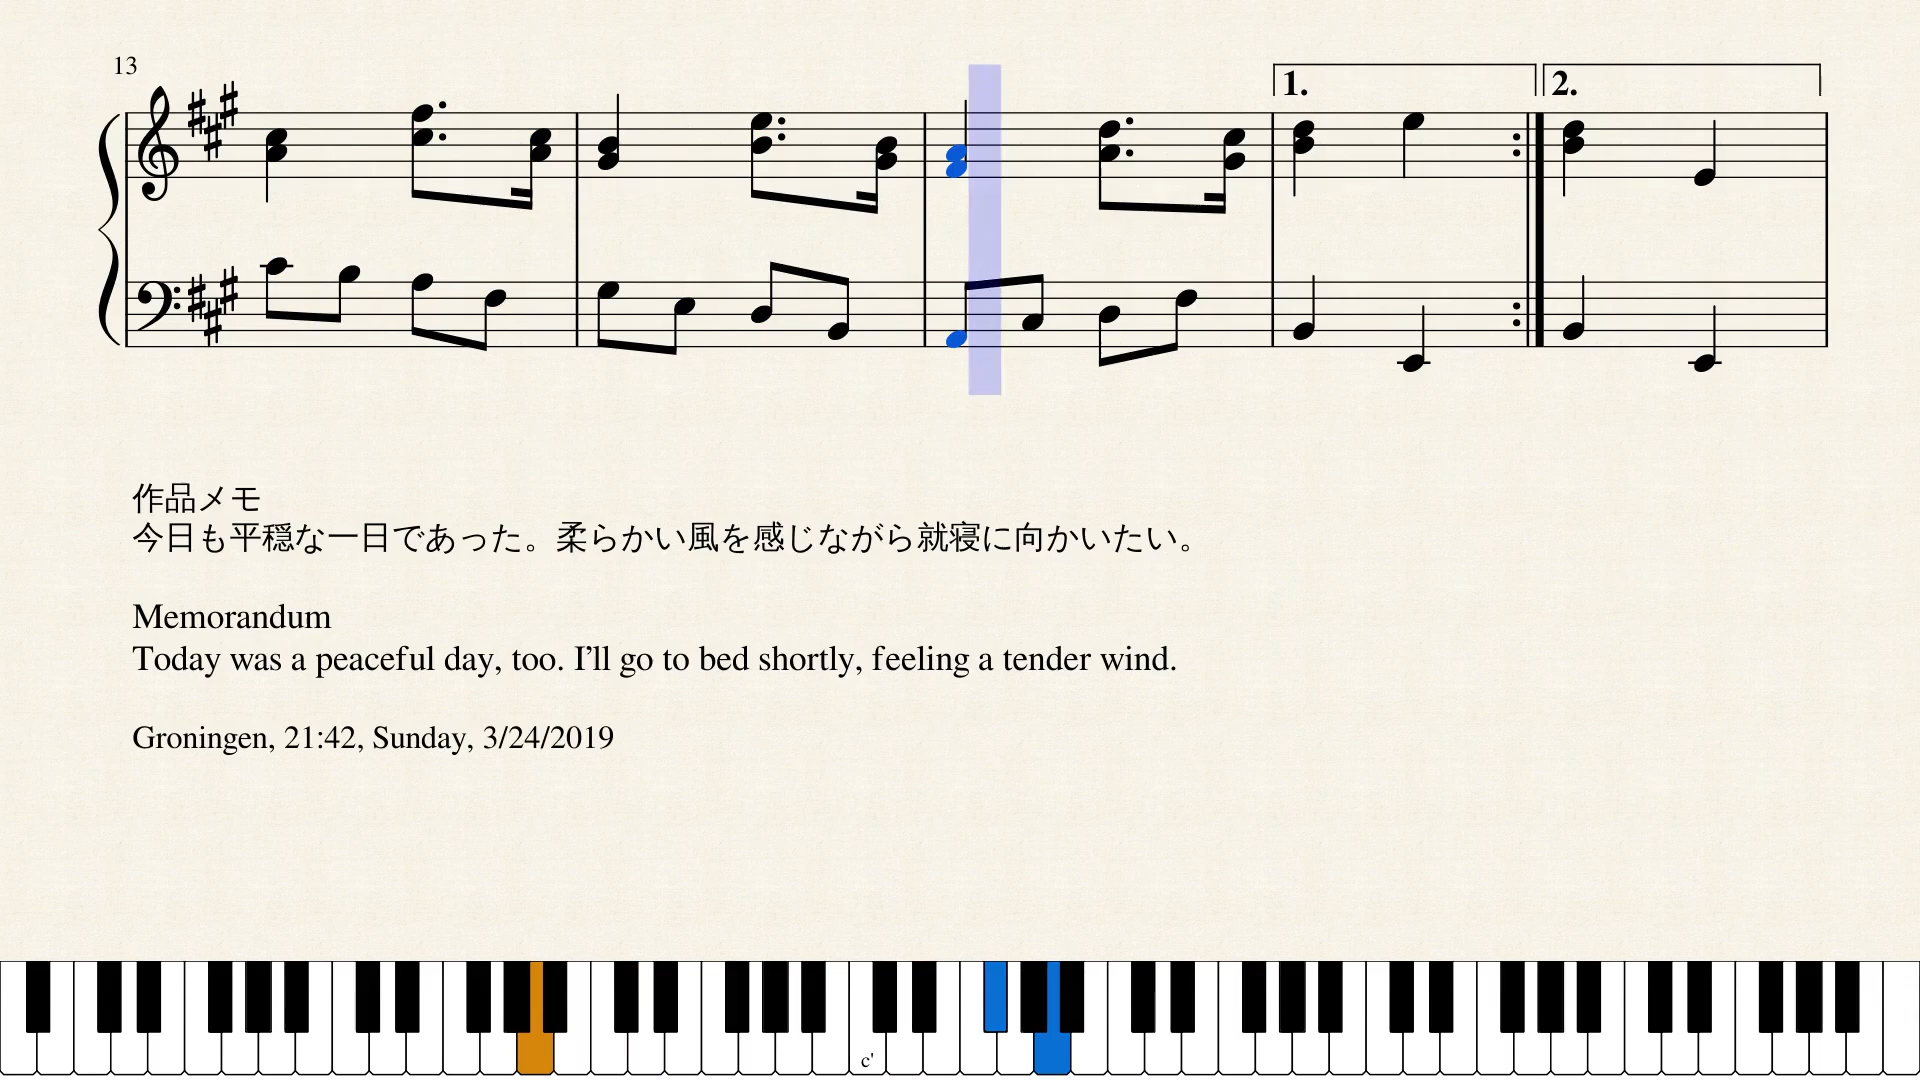 13
1.
2.
作品メモ
今日も平穏な一日であった。柔らかい風を感じながら就寝に向かいたい。
Memorandum
Today was a peaceful day, too. I’ll go to bed shortly, feeling a tender wind.
Groningen, 21:42, Sunday, 3/24/2019
c'